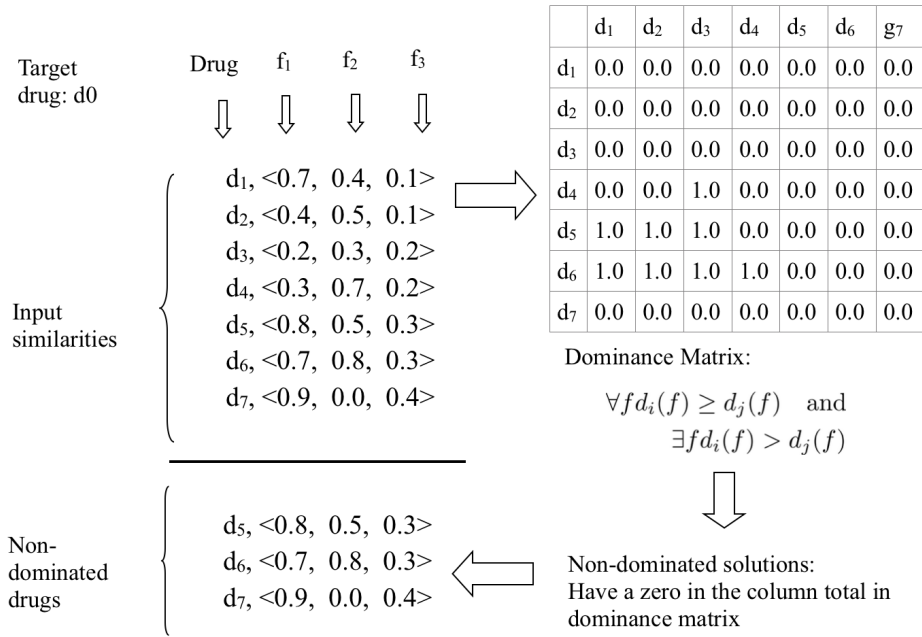 Target
drug: d0
Drug f₁ f₂ f₃
d₁, <0.7, 0.4, 0.1>
d₂, <0.4, 0.5, 0.1>
d₃, <0.2, 0.3, 0.2>
d₄, <0.3, 0.7, 0.2>
d₅, <0.8, 0.5, 0.3>
d₆, <0.7, 0.8, 0.3>
d₇, <0.9, 0.0, 0.4>
Input
similarities
d₁ d₂ d₃ d₄ d₅ d₆ g₇
d₁ 0.0 0.0 0.0 0.0 0.0 0.0 0.0
d₂ 0.0 0.0 0.0 0.0 0.0 0.0 0.0
d₃ 0.0 0.0 0.0 0.0 0.0 0.0 0.0
d₄ 0.0 0.0 1.0 0.0 0.0 0.0 0.0
d₅ 1.0 1.0 1.0 0.0 0.0 0.0 0.0
d₆ 1.0 1.0 1.0 1.0 0.0 0.0 0.0
d₇ 0.0 0.0 0.0 0.0 0.0 0.0 0.0
Dominance Matrix:
∀fdᵢ(f) ≥ dⱼ(f) and
∃fdᵢ(f) > dⱼ(f)
Non-dominated solutions:
Have a zero in the column total in
dominance matrix
d₅, <0.8, 0.5, 0.3>
d₆, <0.7, 0.8, 0.3>
d₇, <0.9, 0.0, 0.4>
Non-
dominated
drugs